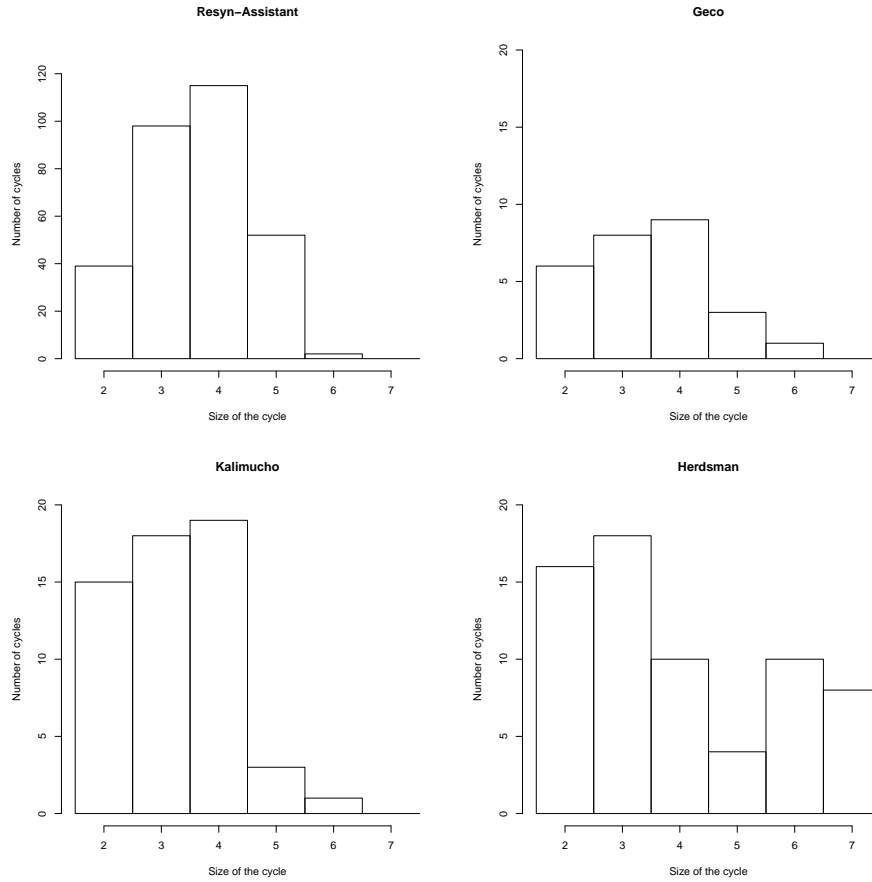 Resyn−Assistant
Number of cycles
0 20 40 60 80 100 120
2 3 4 5 6 7
Size of the cycle
Geco
Number of cycles
0 5 10 15 20
2 3 4 5 6 7
Size of the cycle
Kalimucho
Number of cycles
0 5 10 15 20
2 3 4 5 6 7
Size of the cycle
Herdsman
Number of cycles
0 5 10 15 20
2 3 4 5 6 7
Size of the cycle